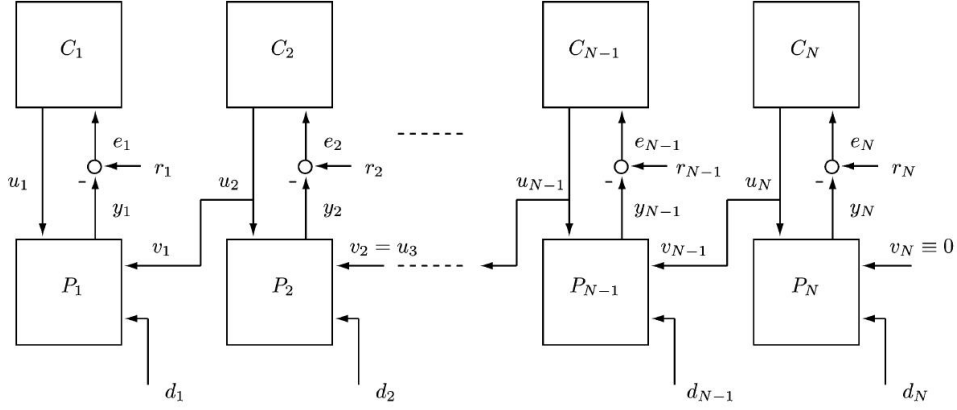 C_1 C_2 C_{N-1} C_N
e_1 e_2 e_{N-1} e_N
r_1 r_2 r_{N-1} r_N
u_1 - u_2 - u_{N-1} - u_N -
y_1 y_2 y_{N-1} y_N
v_1 v_2 = u_3 v_{N-1} v_N ≡ 0
P_1 P_2 P_{N-1} P_N
d_1 d_2 d_{N-1} d_N